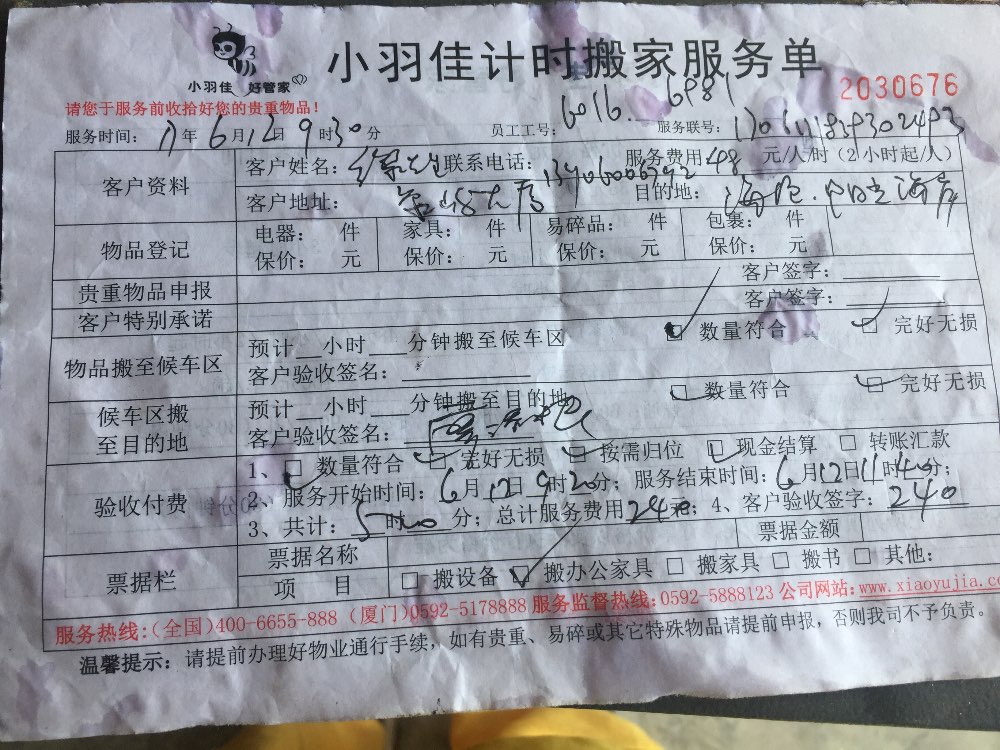 小羽佳计时搬家服务单
小羽佳 好管家
2030676
请您于服务前收拾好您的贵重物品！
服务时间：17年6月12日9时30分 员工工号：6016. 6981 服务联号：
客户资料
客户姓名： 联系电话： 服务费用48元/人/时（2小时起/人）
客户地址： 目的地：
物品登记
电器： 件 家具： 件 易碎品： 件 包裹： 件
保价： 元 保价： 元 保价： 元 保价： 元
贵重物品申报 客户签字：
客户特别承诺 客户签字：
物品搬至候车区
预计__小时___分钟搬至候车区 数量符合 完好无损
客户验收签名：
候车区搬至目的地
预计__小时___分钟搬至目的地 数量符合 完好无损
客户验收签名：
验收付费
1、□数量符合 □完好无损 □按需归位 □现金结算 □转账汇款
2、服务开始时间：6月12日9时20分；服务结束时间：6月12日11时40分；
3、共计：5时20分；总计服务费用240元；4、客户验收签字：240
票据栏
票据名称 票据金额
项 目 □搬设备 □搬办公家具 □搬家具 □搬书 □其他：
服务热线：（全国）400-6655-888（厦门）0592-5178888 服务监督热线：0592-5888123 公司网站：www.xiaoyujia.co
温馨提示：请提前办理好物业通行手续，如有贵重、易碎或其它特殊物品请提前申报，否则我司不予负责。